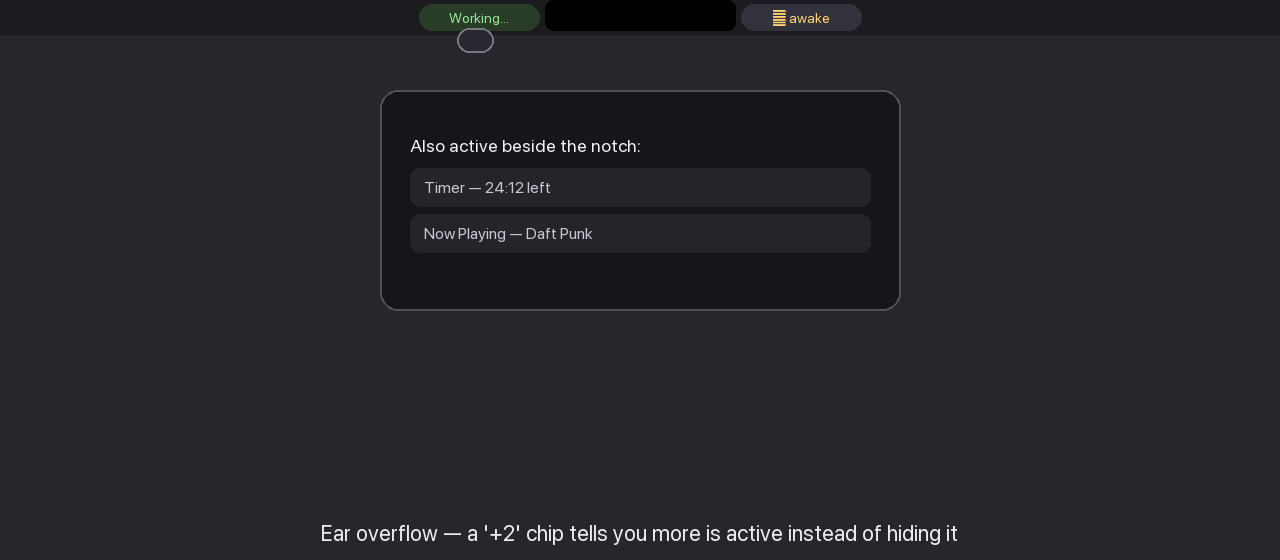 Working...
awake
Also active beside the notch:
Timer — 24:12 left
Now Playing — Daft Punk
Ear overflow — a '+2' chip tells you more is active instead of hiding it